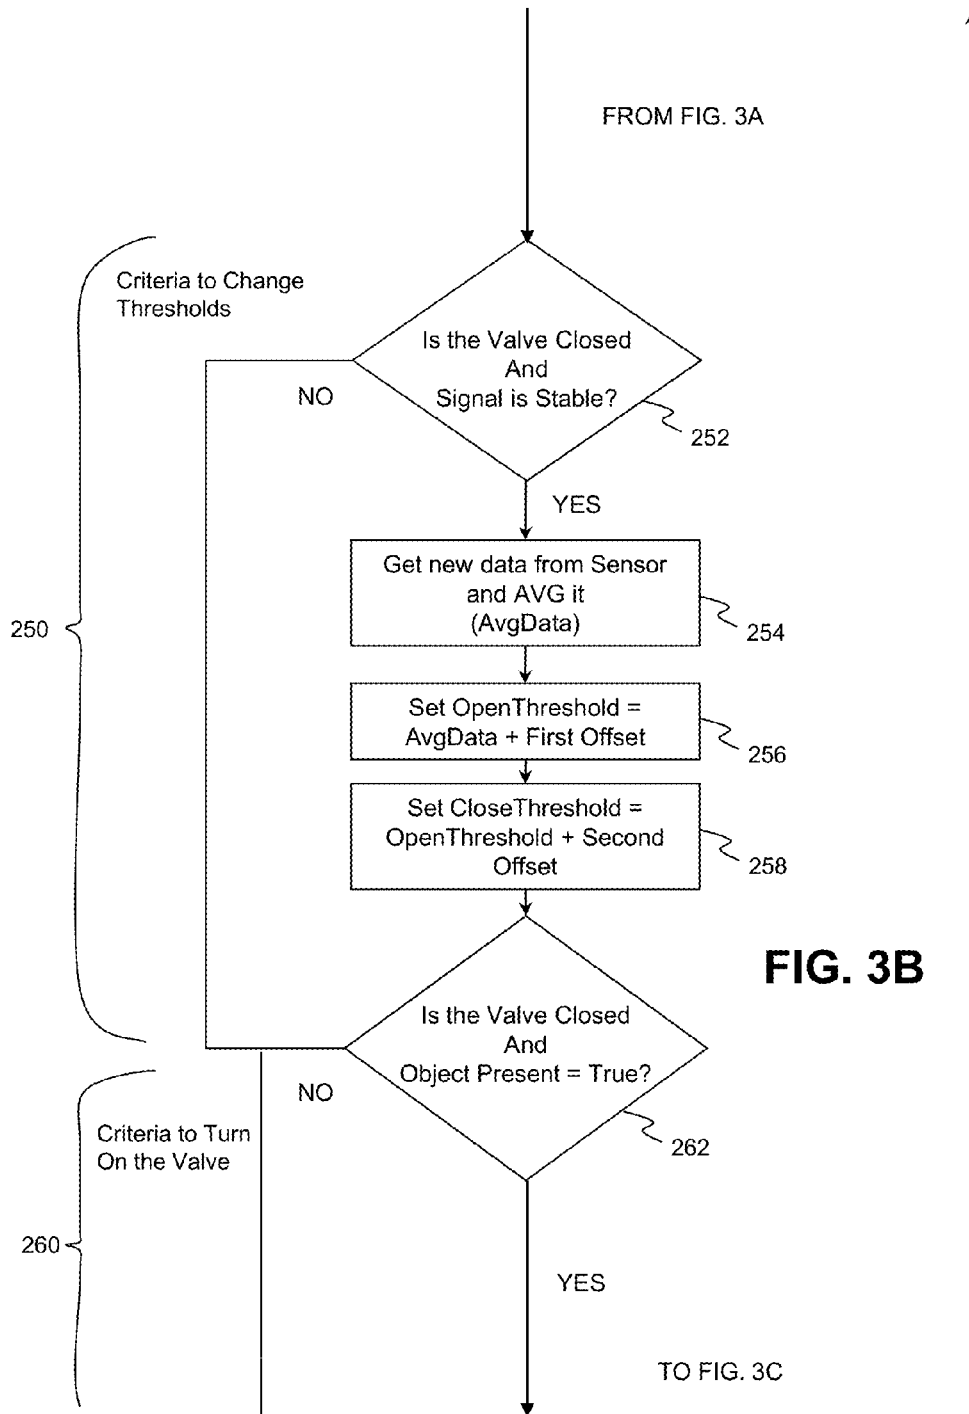 FROM FIG. 3A
Criteria to Change
Thresholds
Is the Valve Closed
And
Signal is Stable?
NO
252
YES
Get new data from Sensor
and AVG it
(AvgData)
254
250
Set OpenThreshold =
AvgData + First Offset
256
Set CloseThreshold =
OpenThreshold + Second
Offset
258
FIG. 3B
Is the Valve Closed
And
Object Present = True?
NO
262
Criteria to Turn
On the Valve
260
YES
TO FIG. 3C